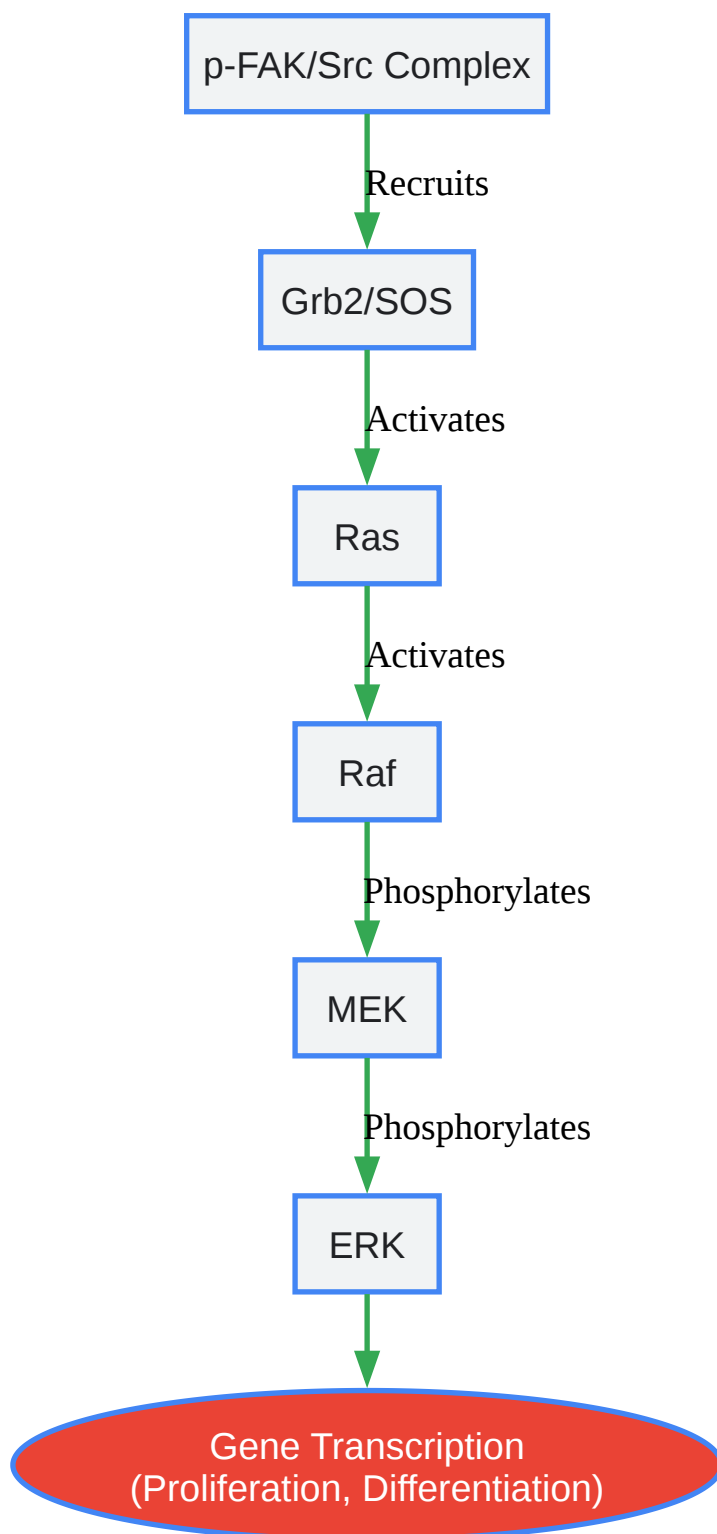 p-FAK/Src Complex
Recruits
Grb2/SOS
Activates
Ras
Activates
Raf
Phosphorylates
MEK
Phosphorylates
ERK
Gene Transcription
(Proliferation, Differentiation)